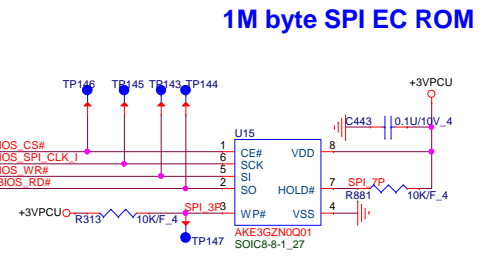 1M byte SPI EC ROM
+3VPCU
TP146 TP145 TP143 TP144
C443 0.1U/10V_4
U15
IOS_CS# 1 CE# VDD 8
IOS_SPI_CLK_I 6 SCK
IOS_WR# 5 SI
BIOS_RD# 2 SO HOLD# 7 SPI_7P
R881 10K/F_4
+3VPCU SPI_3P 3 WP# VSS 4
R313 10K/F_4
TP147
AKE3GZN0Q01
SOIC8-8-1_27